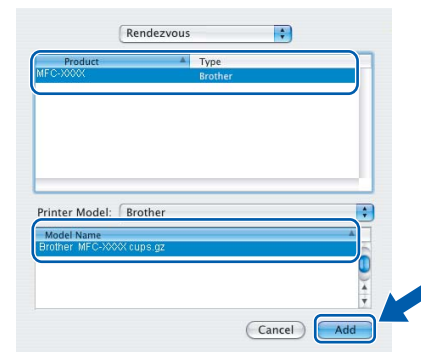 Rendezvous
Product Type
MFC-XXXX Brother
Printer Model: Brother
Model Name
Brother MFC-XXXX cups.gz
Cancel Add